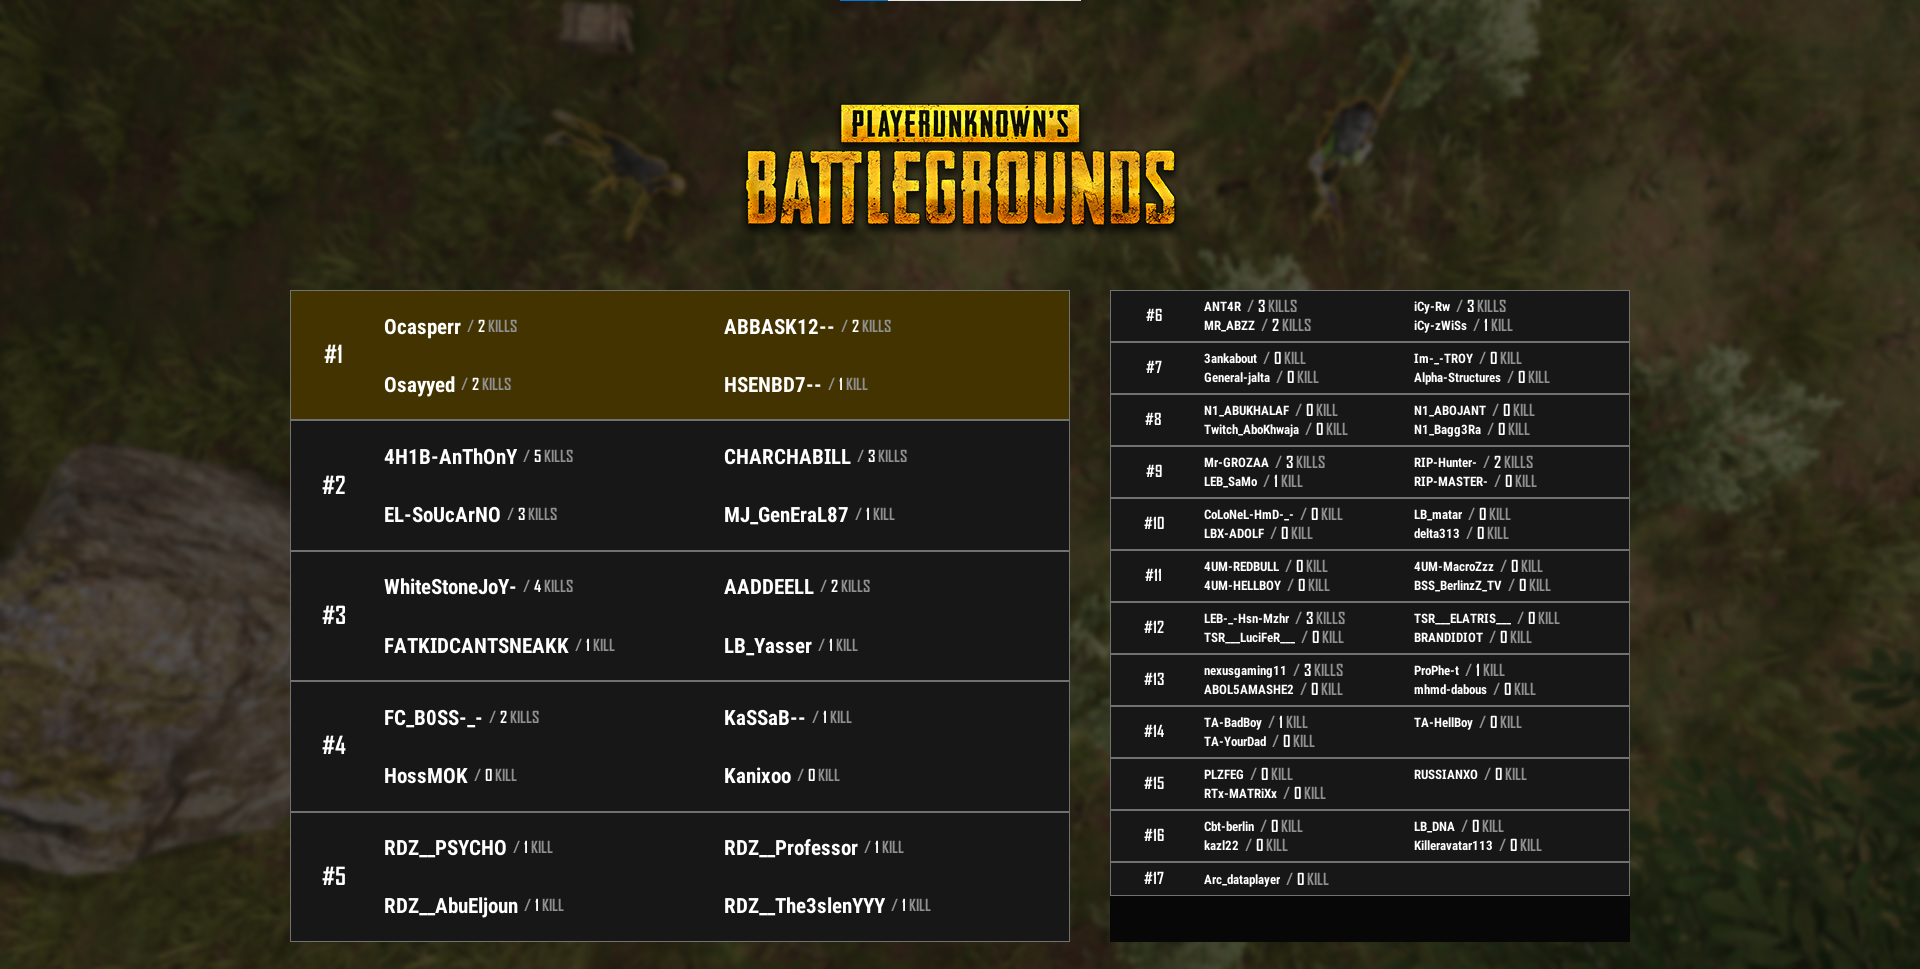 PLAYERUNKNOWN'S
BATTLEGROUNDS
#1
Ocasperr / 2 KILLS
ABBASK12-- / 2 KILLS
Osayyed / 2 KILLS
HSENBD7-- / 1 KILL
#2
4H1B-AnThOnY / 5 KILLS
CHARCHABILL / 3 KILLS
EL-SoUcArNO / 3 KILLS
MJ_GenEraL87 / 1 KILL
#3
WhiteStoneJoY- / 4 KILLS
AADDEELL / 2 KILLS
FATKIDCANTSNEAKK / 1 KILL
LB_Yasser / 1 KILL
#4
FC_B0SS-_- / 2 KILLS
KaSSaB-- / 1 KILL
HossMOK / 0 KILL
Kanixoo / 0 KILL
#5
RDZ__PSYCHO / 1 KILL
RDZ__Professor / 1 KILL
RDZ__AbuEljoun / 1 KILL
RDZ__The3slenYYY / 1 KILL
#6
ANT4R / 3 KILLS
iCy-Rw / 3 KILLS
MR_ABZZ / 2 KILLS
iCy-zWiSs / 1 KILL
#7
3ankabout / 0 KILL
Im-_-TROY / 0 KILL
General-jalta / 0 KILL
Alpha-Structures / 0 KILL
#8
N1_ABUKHALAF / 0 KILL
N1_ABOJANT / 0 KILL
Twitch_AboKhwaja / 0 KILL
N1_Bagg3Ra / 0 KILL
#9
Mr-GROZAA / 3 KILLS
RIP-Hunter- / 2 KILLS
LEB_SaMo / 1 KILL
RIP-MASTER- / 0 KILL
#10
CoLoNeL-HmD-_- / 0 KILL
LB_matar / 0 KILL
LBX-ADOLF / 0 KILL
delta313 / 0 KILL
#11
4UM-REDBULL / 0 KILL
4UM-MacroZzz / 0 KILL
4UM-HELLBOY / 0 KILL
BSS_BerlinzZ_TV / 0 KILL
#12
LEB-_-Hsn-Mzhr / 3 KILLS
TSR___ELATRIS___ / 0 KILL
TSR___LuciFeR___ / 0 KILL
BRANDIDIOT / 0 KILL
#13
nexusgaming11 / 3 KILLS
ProPhe-t / 1 KILL
ABOL5AMASHE2 / 0 KILL
mhmd-dabous / 0 KILL
#14
TA-BadBoy / 1 KILL
TA-HellBoy / 0 KILL
TA-YourDad / 0 KILL
#15
PLZFEG / 0 KILL
RUSSIANXO / 0 KILL
RTx-MATRiXx / 0 KILL
#16
Cbt-berlin / 0 KILL
LB_DNA / 0 KILL
kazl22 / 0 KILL
Killeravatar113 / 0 KILL
#17
Arc_dataplayer / 0 KILL